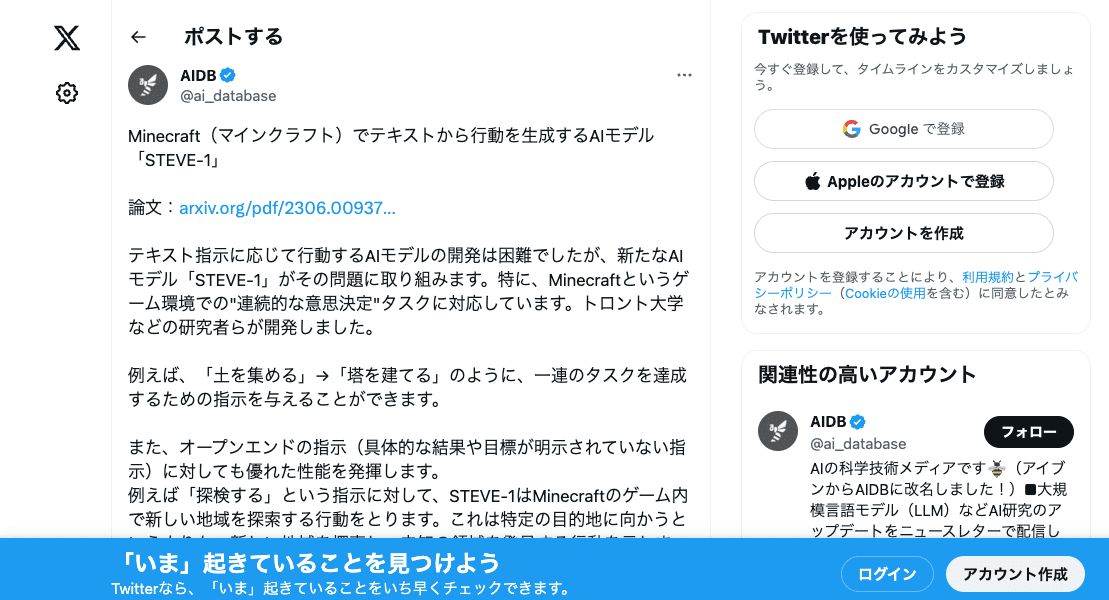 ポストする
AIDB
@ai_database
Minecraft（マインクラフト）でテキストから行動を生成するAIモデル
「STEVE-1」
論文：arxiv.org/pdf/2306.00937…
テキスト指示に応じて行動するAIモデルの開発は困難でしたが、新たなAI
モデル「STEVE-1」がその問題に取り組みます。特に、Minecraftというゲ
ーム環境での"連続的な意思決定"タスクに対応しています。トロント大学
などの研究者らが開発しました。
例えば、「土を集める」→「塔を建てる」のように、一連のタスクを達成
するための指示を与えることができます。
また、オープンエンドの指示（具体的な結果や目標が明示されていない指
示）に対しても優れた性能を発揮します。
例えば「探検する」という指示に対して、STEVE-1はMinecraftのゲーム内
で新しい地域を探索する行動をとります。これは特定の目的地に向かうと
Twitterを使ってみよう
今すぐ登録して、タイムラインをカスタマイズしましょ
う。
Google で登録
Appleのアカウントで登録
アカウントを作成
アカウントを登録することにより、利用規約とプライバ
シーポリシー（Cookieの使用を含む）に同意したとみ
なされます。
関連性の高いアカウント
AIDB
@ai_database
フォロー
AIの科学技術メディアです🐝（アイブ
ンからAIDBに改名しました！）■大規
模言語モデル（LLM）などAI研究のア
ップデートをニュースレターで配信し
「いま」起きていることを見つけよう
Twitterなら、「いま」起きていることをいち早くチェックできます。
ログイン
アカウント作成